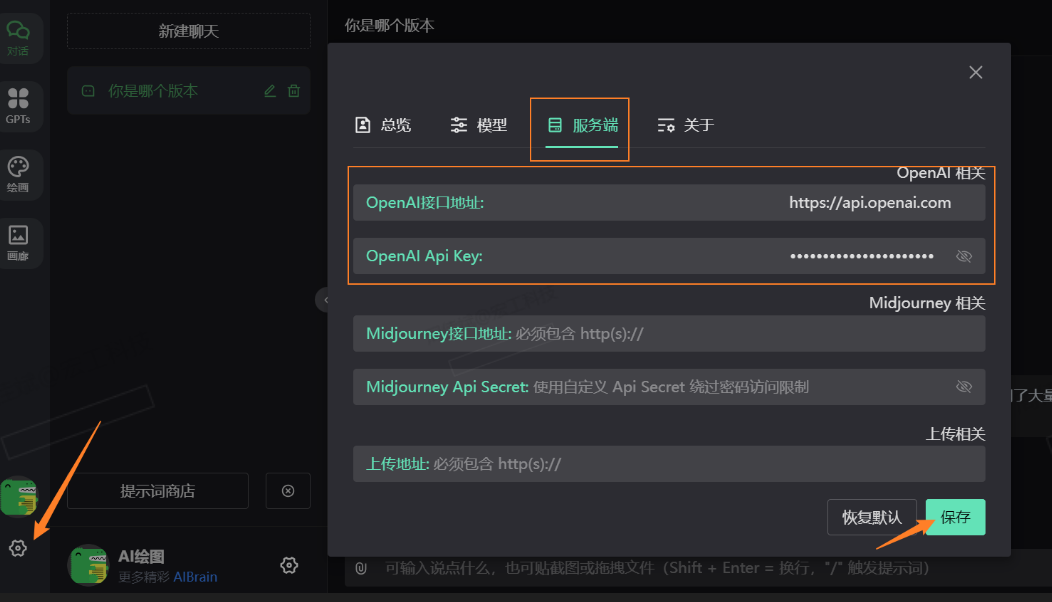 对话
GPTs
绘画
画廊
新建聊天
你是哪个版本
提示词商店
AI绘图
更多精彩 AIBrain
你是哪个版本
总览
模型
服务端
关于
OpenAI 相关
OpenAI接口地址: https://api.openai.com
OpenAI Api Key: ••••••••••••••••••••••
Midjourney 相关
Midjourney接口地址: 必须包含 http(s)://
Midjourney Api Secret: 使用自定义 Api Secret 绕过密码访问限制
上传相关
上传地址: 必须包含 http(s)://
恢复默认
保存
了大量
可输入说点什么，也可贴截图或拖拽文件（Shift + Enter = 换行，"/" 触发提示词）